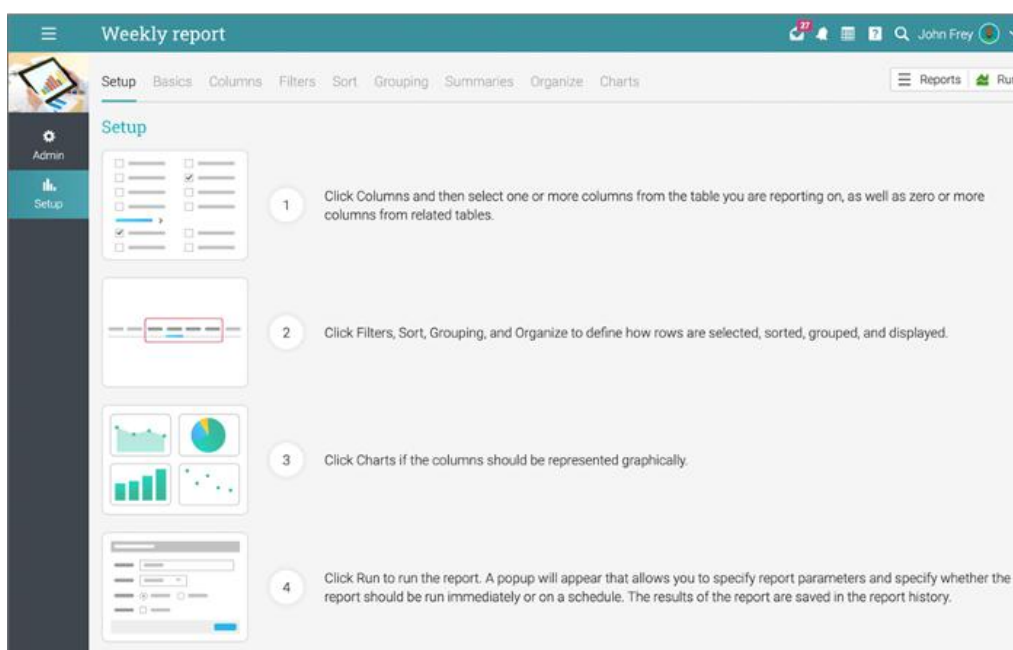 Weekly report
27
?
John Frey
Setup Basics Columns Filters Sort Grouping Summaries Organize Charts
Reports
Admin
Setup
Setup
1
Click Columns and then select one or more columns from the table you are reporting on, as well as zero or more
columns from related tables.
2
Click Filters, Sort, Grouping, and Organize to define how rows are selected, sorted, grouped, and displayed.
3
Click Charts if the columns should be represented graphically.
4
Click Run to run the report. A popup will appear that allows you to specify report parameters and specify whether the
report should be run immediately or on a schedule. The results of the report are saved in the report history.